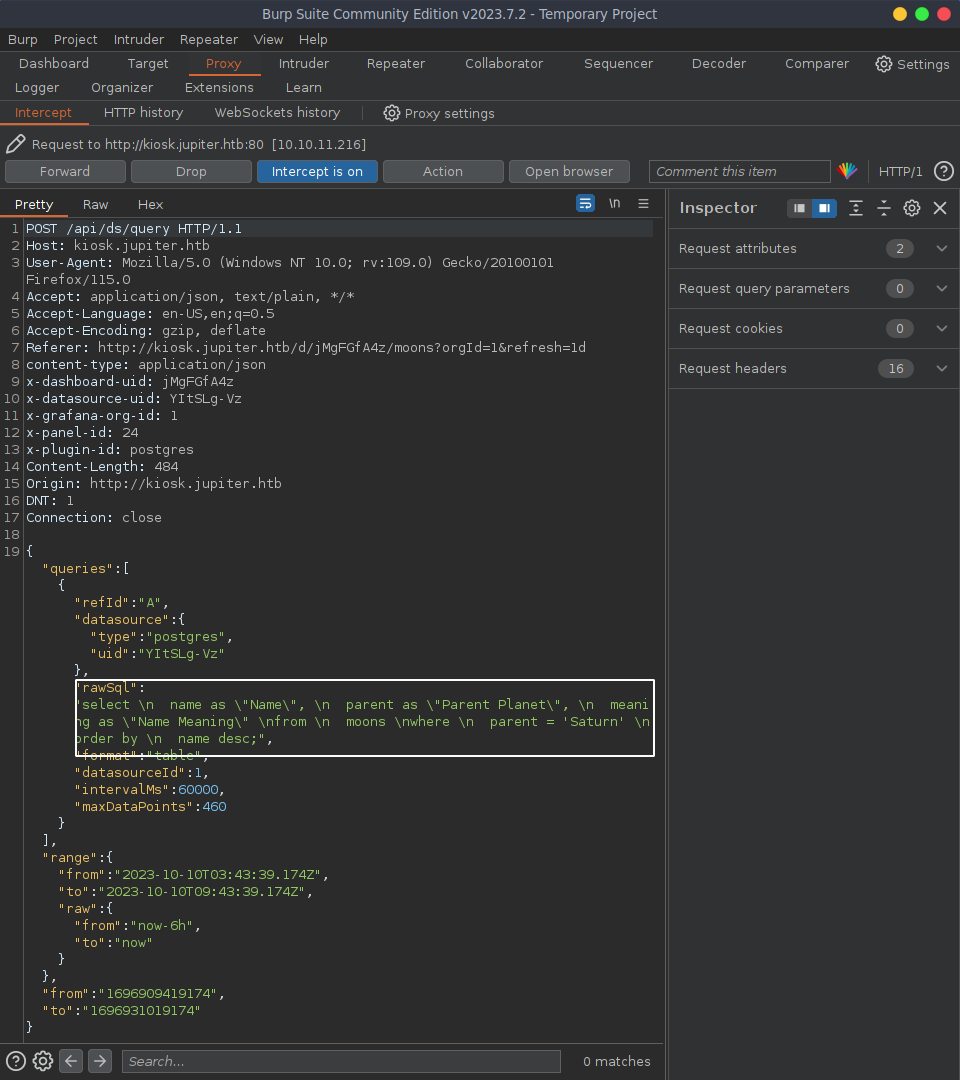 Burp Suite Community Edition v2023.7.2 - Temporary Project
Burp Project Intruder Repeater View Help
Dashboard Target Proxy Intruder Repeater Collaborator Sequencer Decoder Comparer Settings
Logger Organizer Extensions Learn
Intercept HTTP history WebSockets history Proxy settings
Request to http://kiosk.jupiter.htb:80 [10.10.11.216]
Forward Drop Intercept is on Action Open browser Comment this item HTTP/1 ?
Pretty Raw Hex \n
Inspector
Request attributes 2
Request query parameters 0
Request cookies 0
Request headers 16
1 POST /api/ds/query HTTP/1.1
2 Host: kiosk.jupiter.htb
3 User-Agent: Mozilla/5.0 (Windows NT 10.0; rv:109.0) Gecko/20100101
Firefox/115.0
4 Accept: application/json, text/plain, */*
5 Accept-Language: en-US,en;q=0.5
6 Accept-Encoding: gzip, deflate
7 Referer: http://kiosk.jupiter.htb/d/jMgFGfA4z/moons?orgId=1&refresh=1d
8 content-type: application/json
9 x-dashboard-uid: jMgFGfA4z
10 x-datasource-uid: YItSLg-Vz
11 x-grafana-org-id: 1
12 x-panel-id: 24
13 x-plugin-id: postgres
14 Content-Length: 484
15 Origin: http://kiosk.jupiter.htb
16 DNT: 1
17 Connection: close
18
19 {
"queries":[
{
"refId":"A",
"datasource":{
"type":"postgres",
"uid":"YItSLg-Vz"
},
"rawSql":
"select \n  name as \"Name\", \n  parent as \"Parent Planet\", \n  meani
ng as \"Name Meaning\" \nfrom \n  moons \nwhere \n  parent = 'Saturn' \n
order by \n  name desc;",
"format":"table",
"datasourceId":1,
"intervalMs":60000,
"maxDataPoints":460
}
],
"range":{
"from":"2023-10-10T03:43:39.174Z",
"to":"2023-10-10T09:43:39.174Z",
"raw":{
"from":"now-6h",
"to":"now"
}
},
"from":"1696909419174",
"to":"1696931019174"
}
? Search... 0 matches